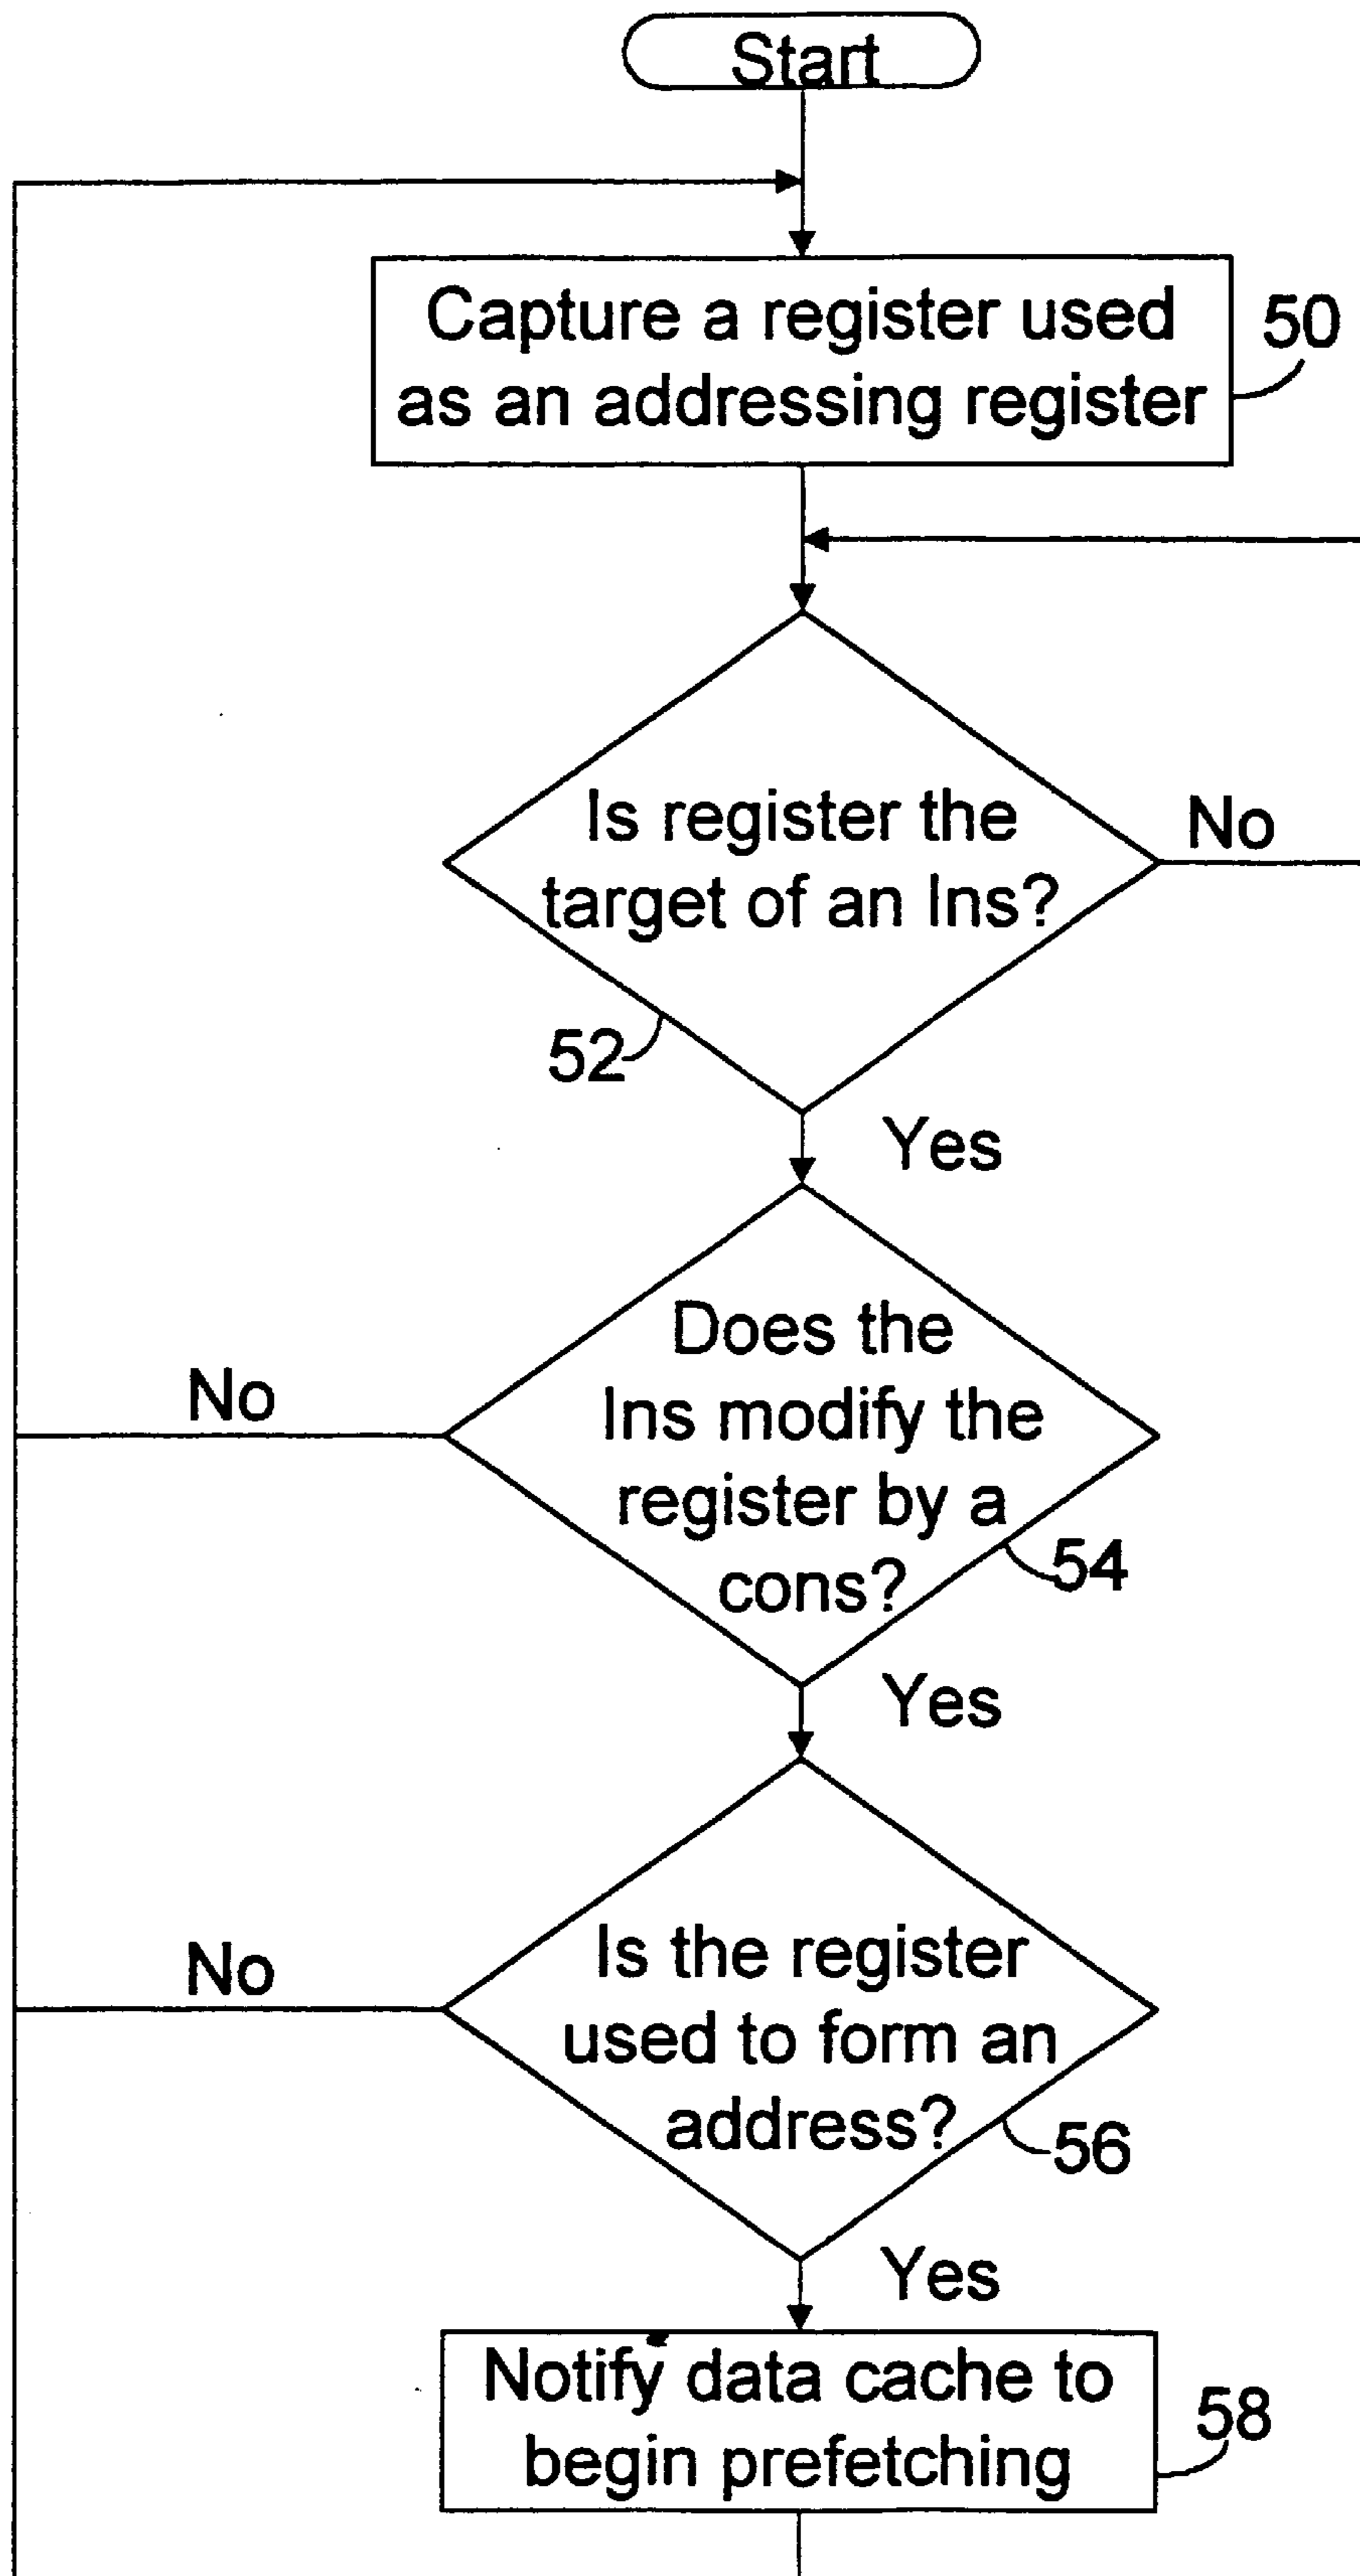 Start
Capture a register used
as an addressing register
50
Is register the
target of an Ins?
No
52
Yes
Does the
Ins modify the
register by a
cons?
No
54
Yes
Is the register
used to form an
address?
No
56
Yes
Notify data cache to
begin prefetching
58